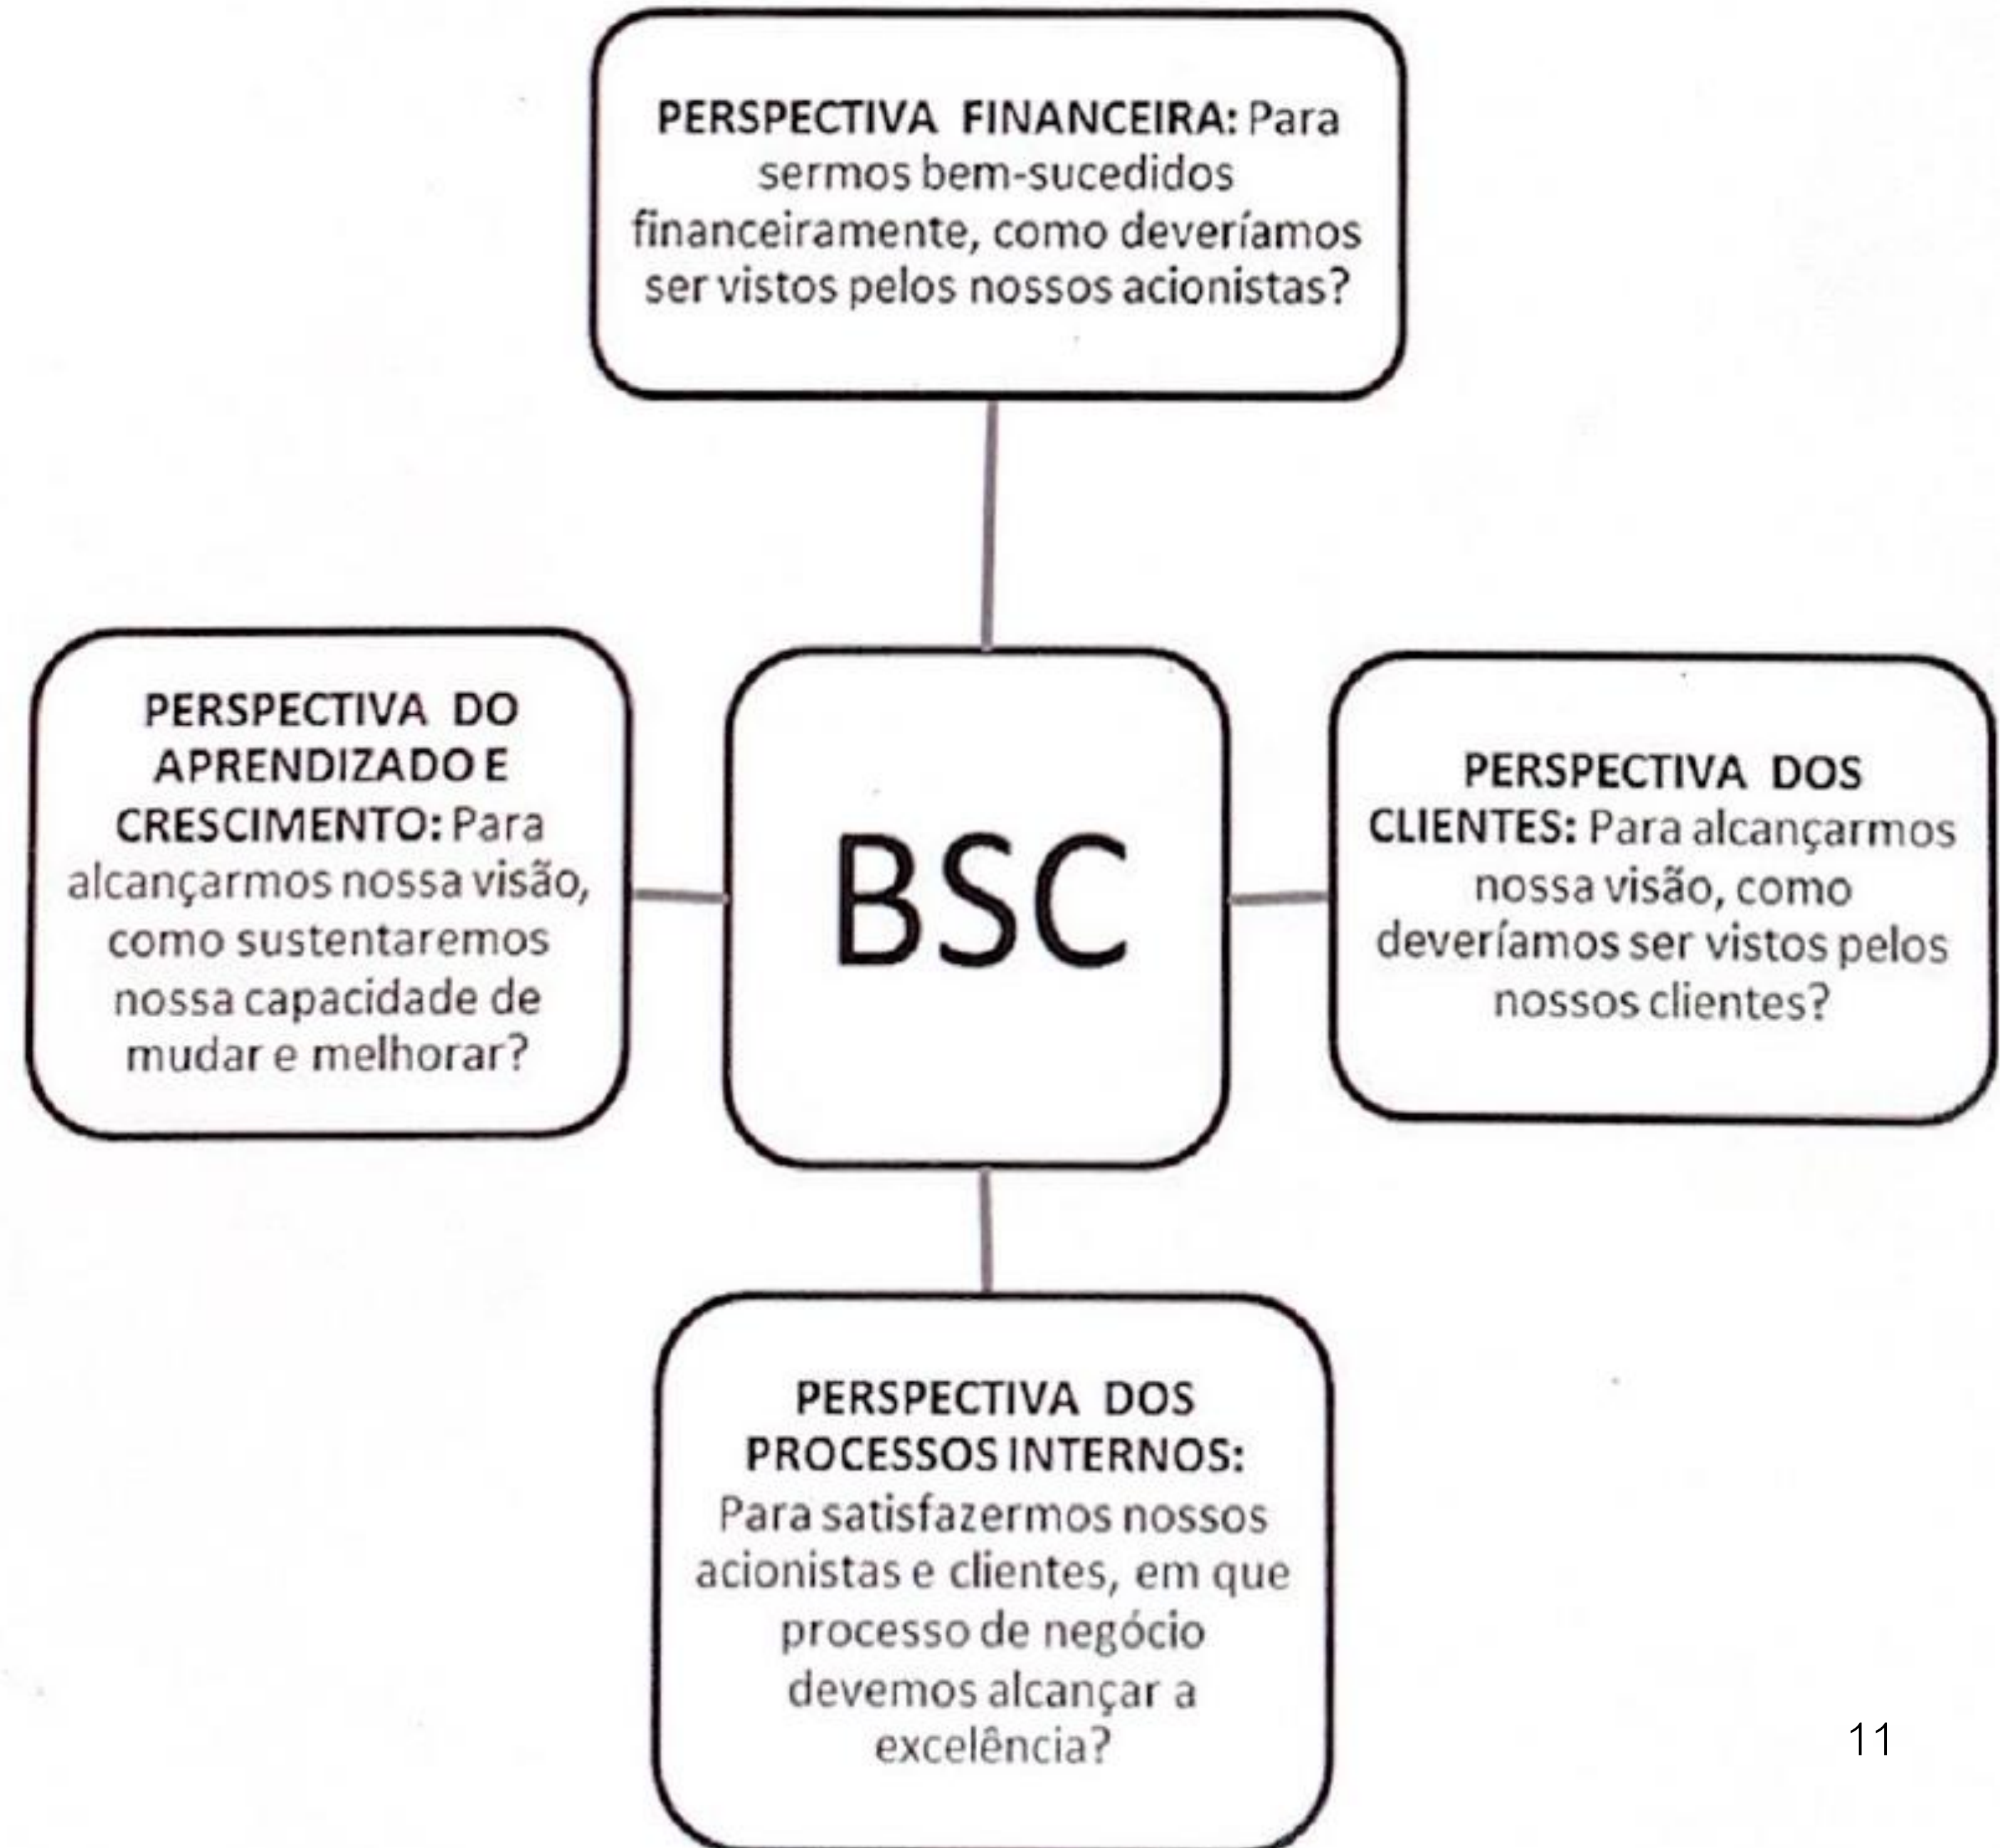 PERSPECTIVA FINANCEIRA: Para
sermos bem-sucedidos
financeiramente, como deveríamos
ser vistos pelos nossos acionistas?
PERSPECTIVA DO
APRENDIZADO E
CRESCIMENTO: Para
alcançarmos nossa visão,
como sustentaremos
nossa capacidade de
mudar e melhorar?
BSC
PERSPECTIVA DOS
CLIENTES: Para alcançarmos
nossa visão, como
deveríamos ser vistos pelos
nossos clientes?
PERSPECTIVA DOS
PROCESSOS INTERNOS:
Para satisfazermos nossos
acionistas e clientes, em que
processo de negócio
devemos alcançar a
excelência?
11